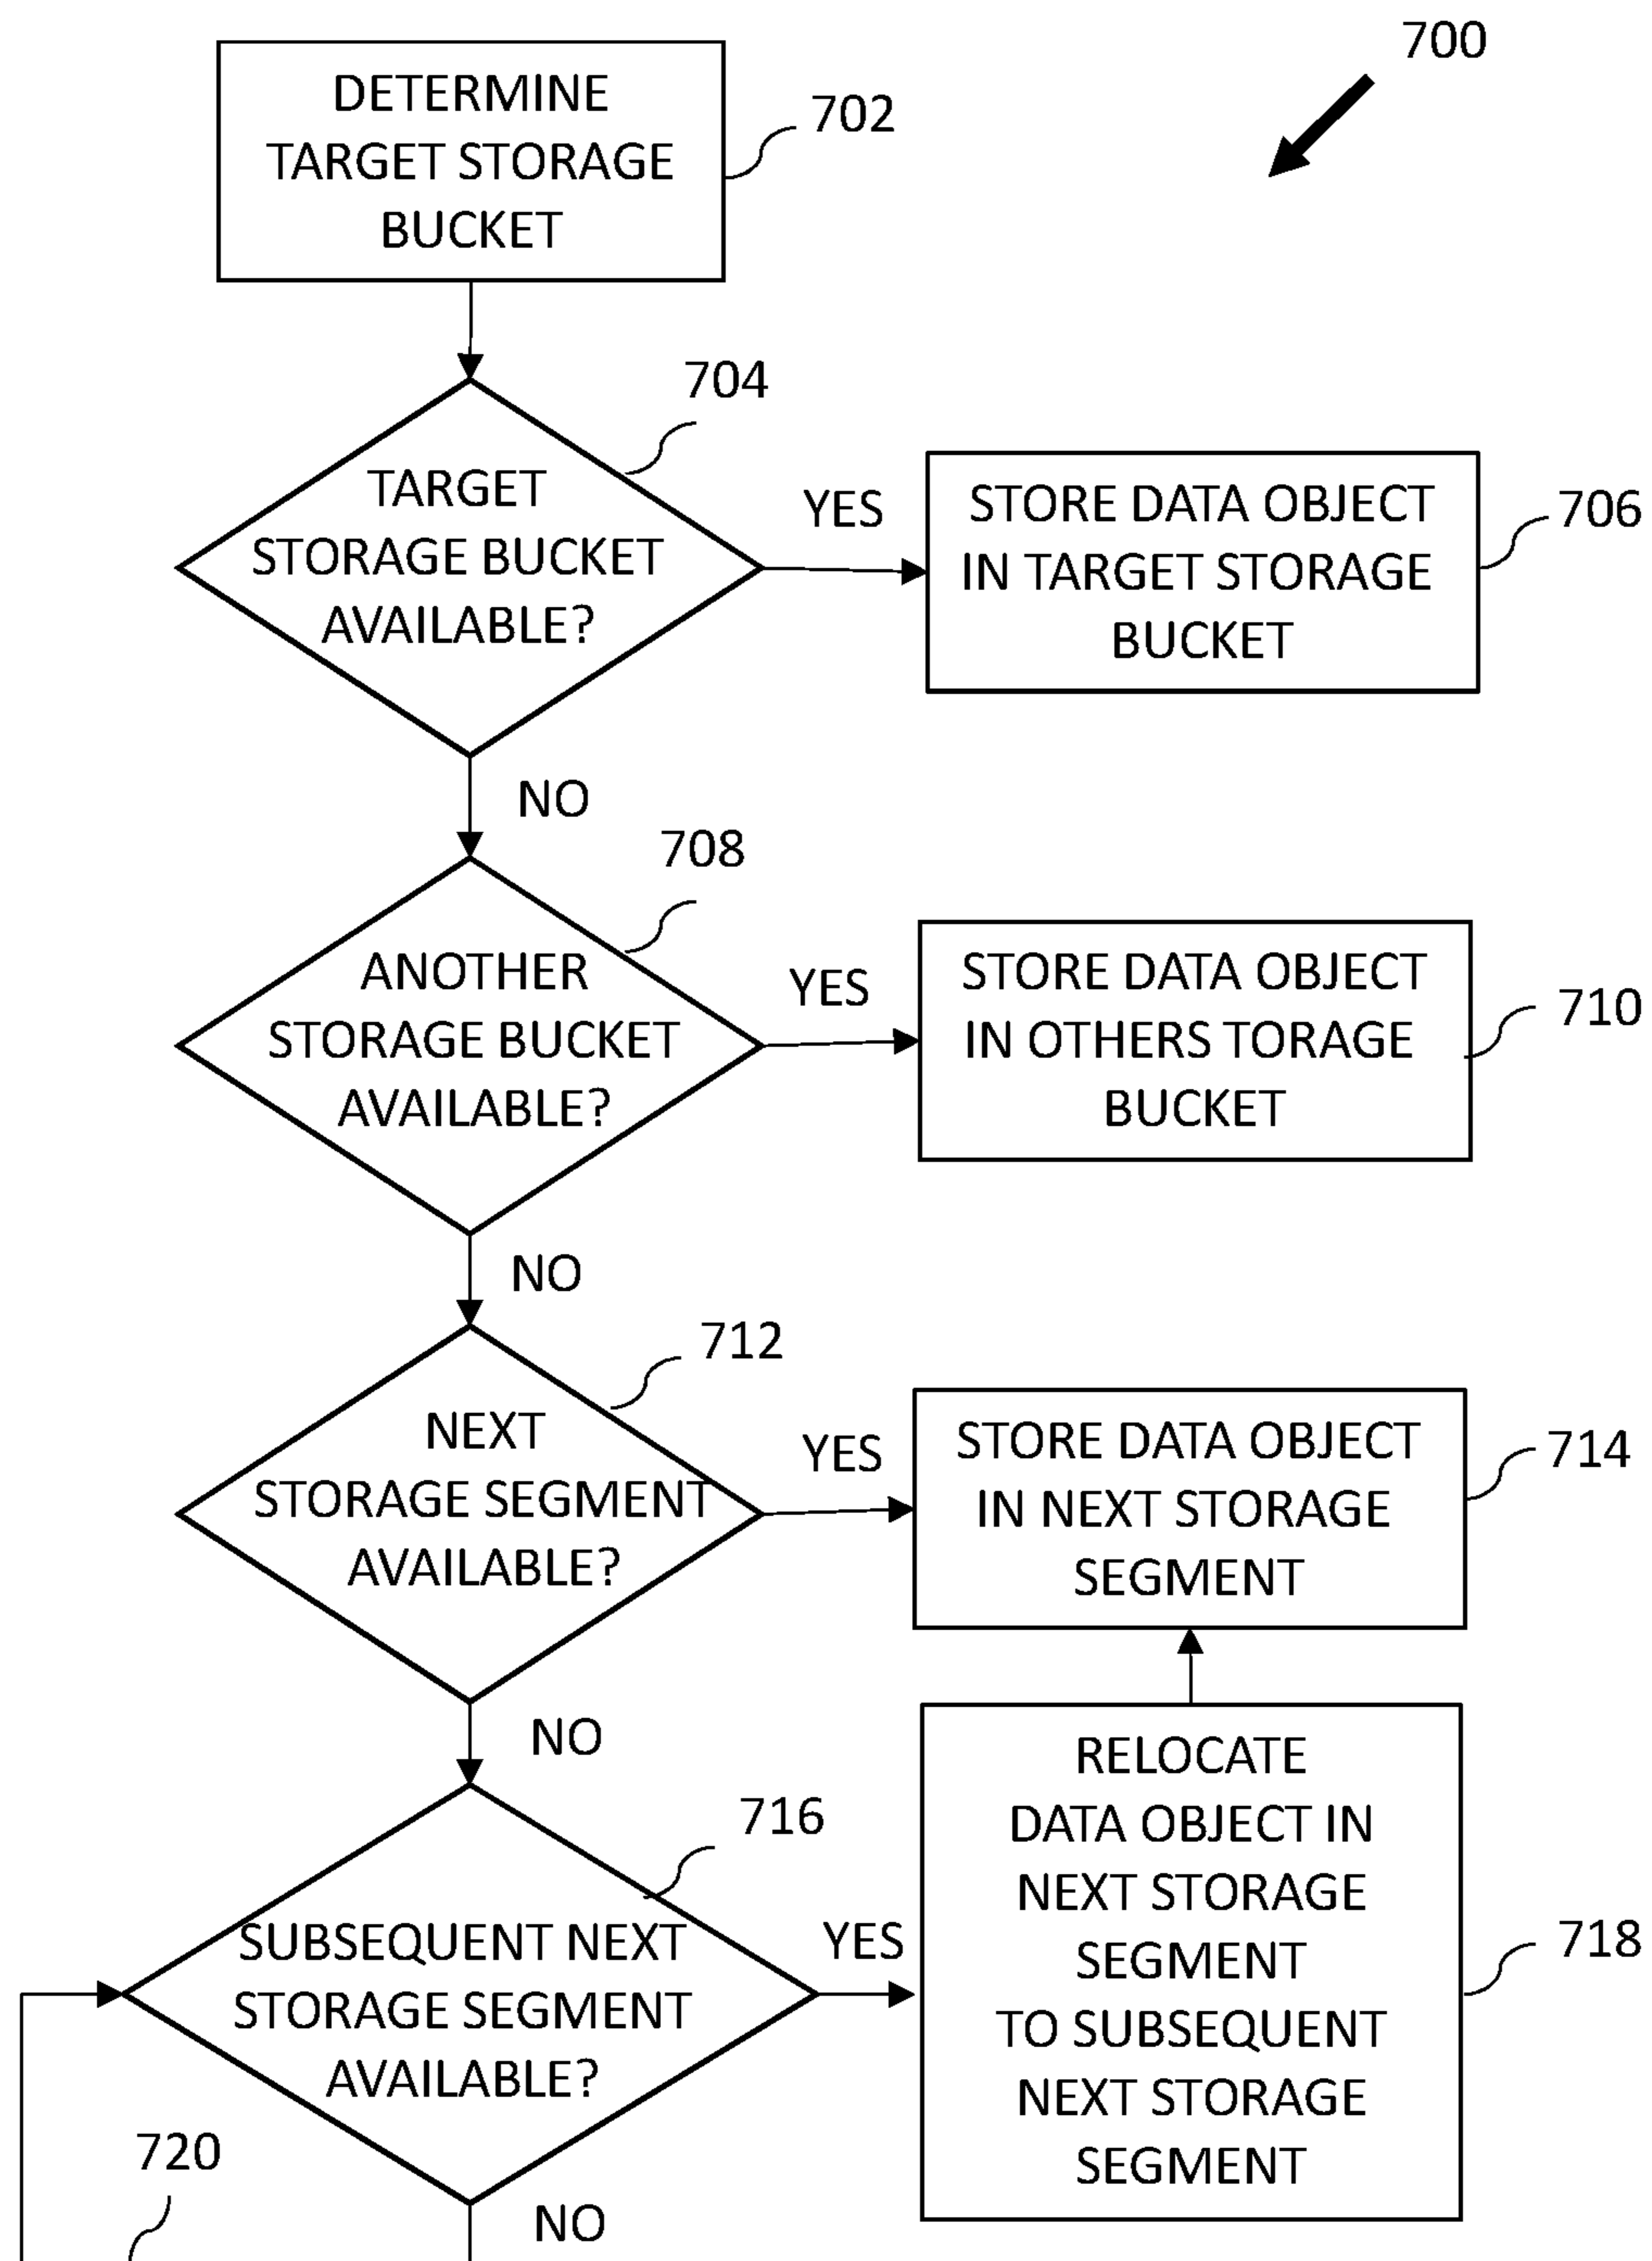 700
DETERMINE
TARGET STORAGE
BUCKET
702
704
TARGET
STORAGE BUCKET
AVAILABLE?
YES
STORE DATA OBJECT
IN TARGET STORAGE
BUCKET
706
NO
708
ANOTHER
STORAGE BUCKET
AVAILABLE?
YES
STORE DATA OBJECT
IN OTHERS TORAGE
BUCKET
710
NO
712
NEXT
STORAGE SEGMENT
AVAILABLE?
YES
STORE DATA OBJECT
IN NEXT STORAGE
SEGMENT
714
NO
716
SUBSEQUENT NEXT
STORAGE SEGMENT
AVAILABLE?
YES
RELOCATE
DATA OBJECT IN
NEXT STORAGE
SEGMENT
TO SUBSEQUENT
NEXT STORAGE
SEGMENT
718
720
NO